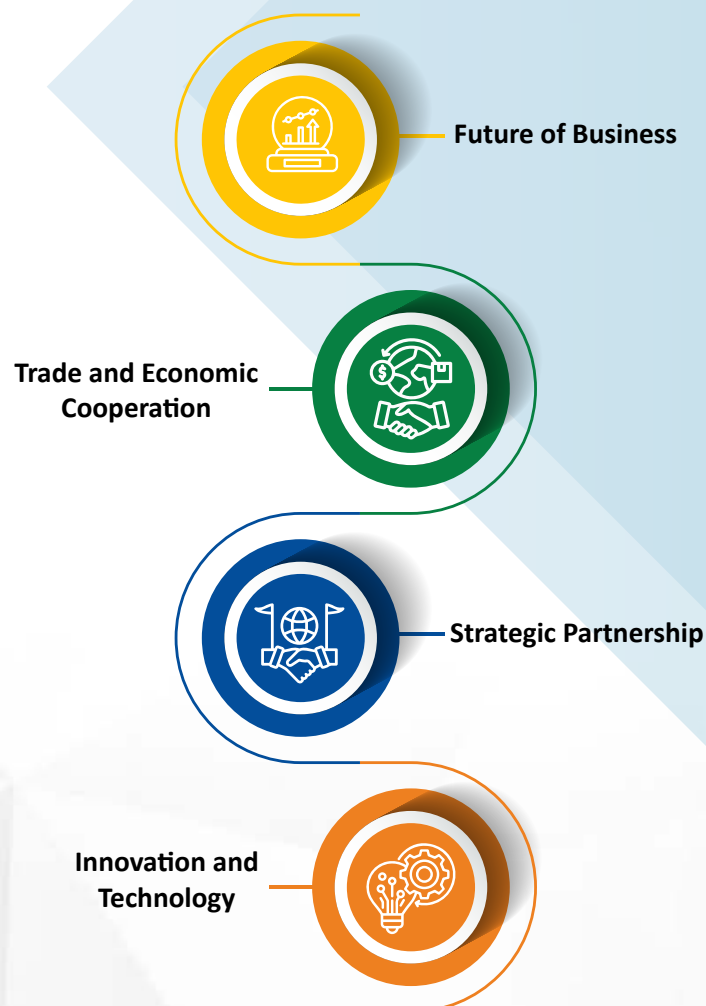 Future of Business
Trade and Economic
Cooperation
$
Strategic Partnership
Innovation and
Technology